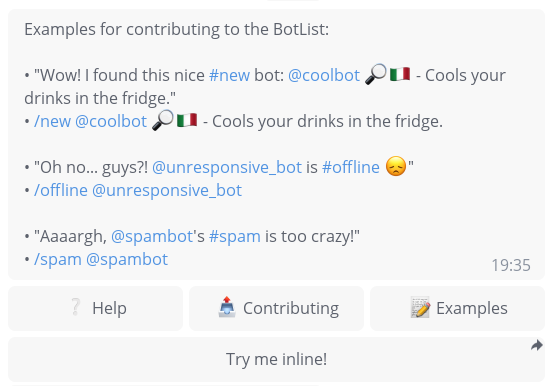 Examples for contributing to the BotList:
• "Wow! I found this nice #new bot: @coolbot 🔎🇮🇹 - Cools your
drinks in the fridge."
• /new @coolbot 🔎🇮🇹 - Cools your drinks in the fridge.
• "Oh no... guys?! @unresponsive_bot is #offline 😞"
• /offline @unresponsive_bot
• "Aaaargh, @spambot's #spam is too crazy!"
• /spam @spambot
19:35
❔ Help
📤 Contributing
📝 Examples
Try me inline!